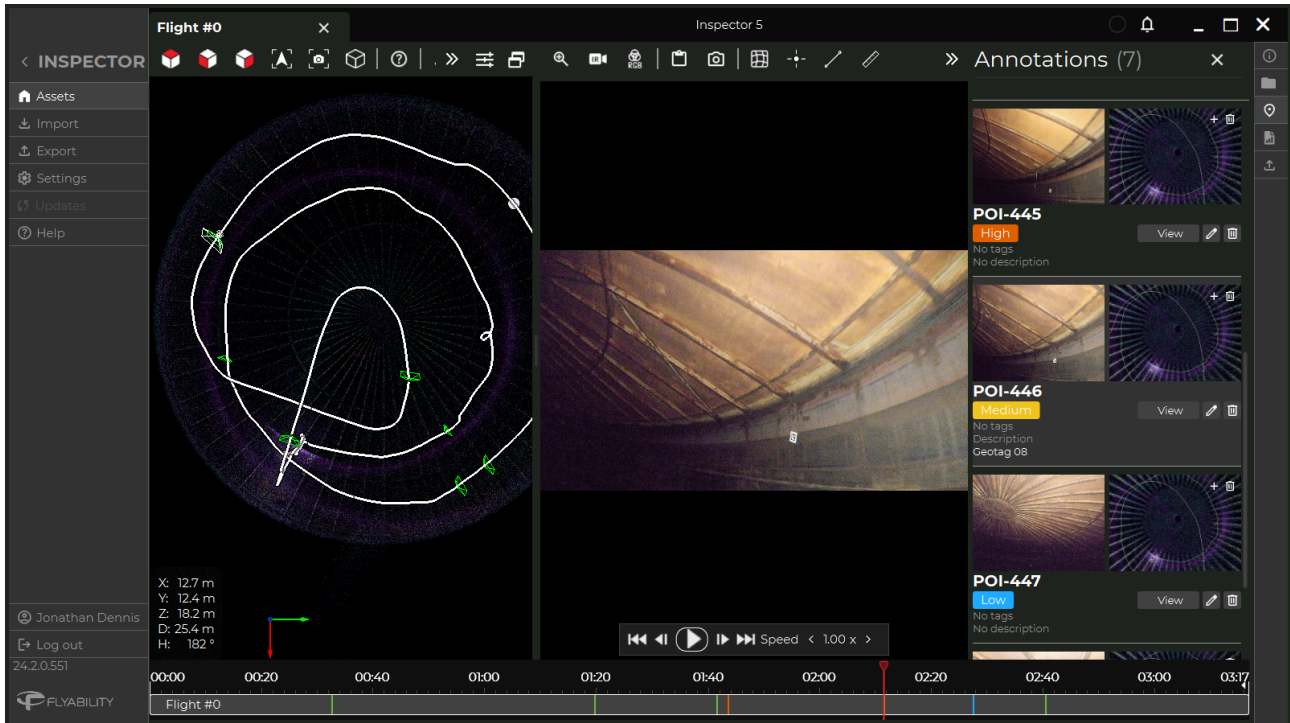 Flight #0
Inspector 5
INSPECTOR
Annotations (7)
Assets
Import
Export
Settings
Updates
Help
RGB
IR
POI-445
High
View
No tags
No description
POI-446
Medium
View
No tags
Description
Geotag 08
POI-447
Low
View
No tags
No description
X: 12.7 m
Y: 12.4 m
Z: 18.2 m
D: 25.4 m
H: 182 °
Speed < 1.00 x >
Jonathan Dennis
Log out
24.2.0.551
FLYABILITY
00:00 00:20 00:40 01:00 01:20 01:40 02:00 02:20 02:40 03:00 03:17
Flight #0